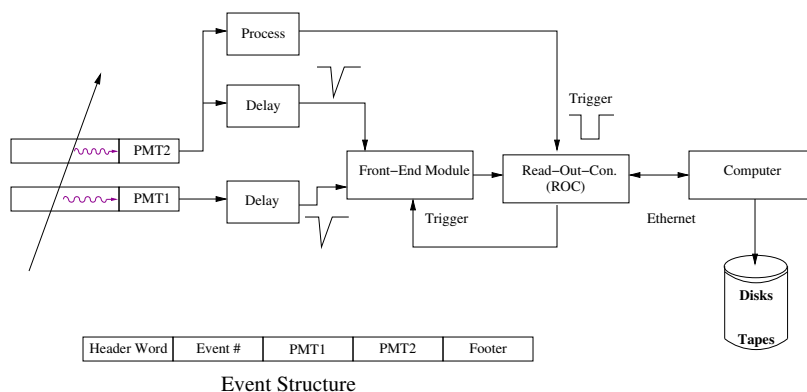 Process
Delay
Trigger
PMT2
Front−End Module
Read−Out−Con.
(ROC)
Computer
PMT1
Delay
Trigger
Ethernet
Disks
Tapes
Header Word
Event #
PMT1
PMT2
Footer
Event Structure